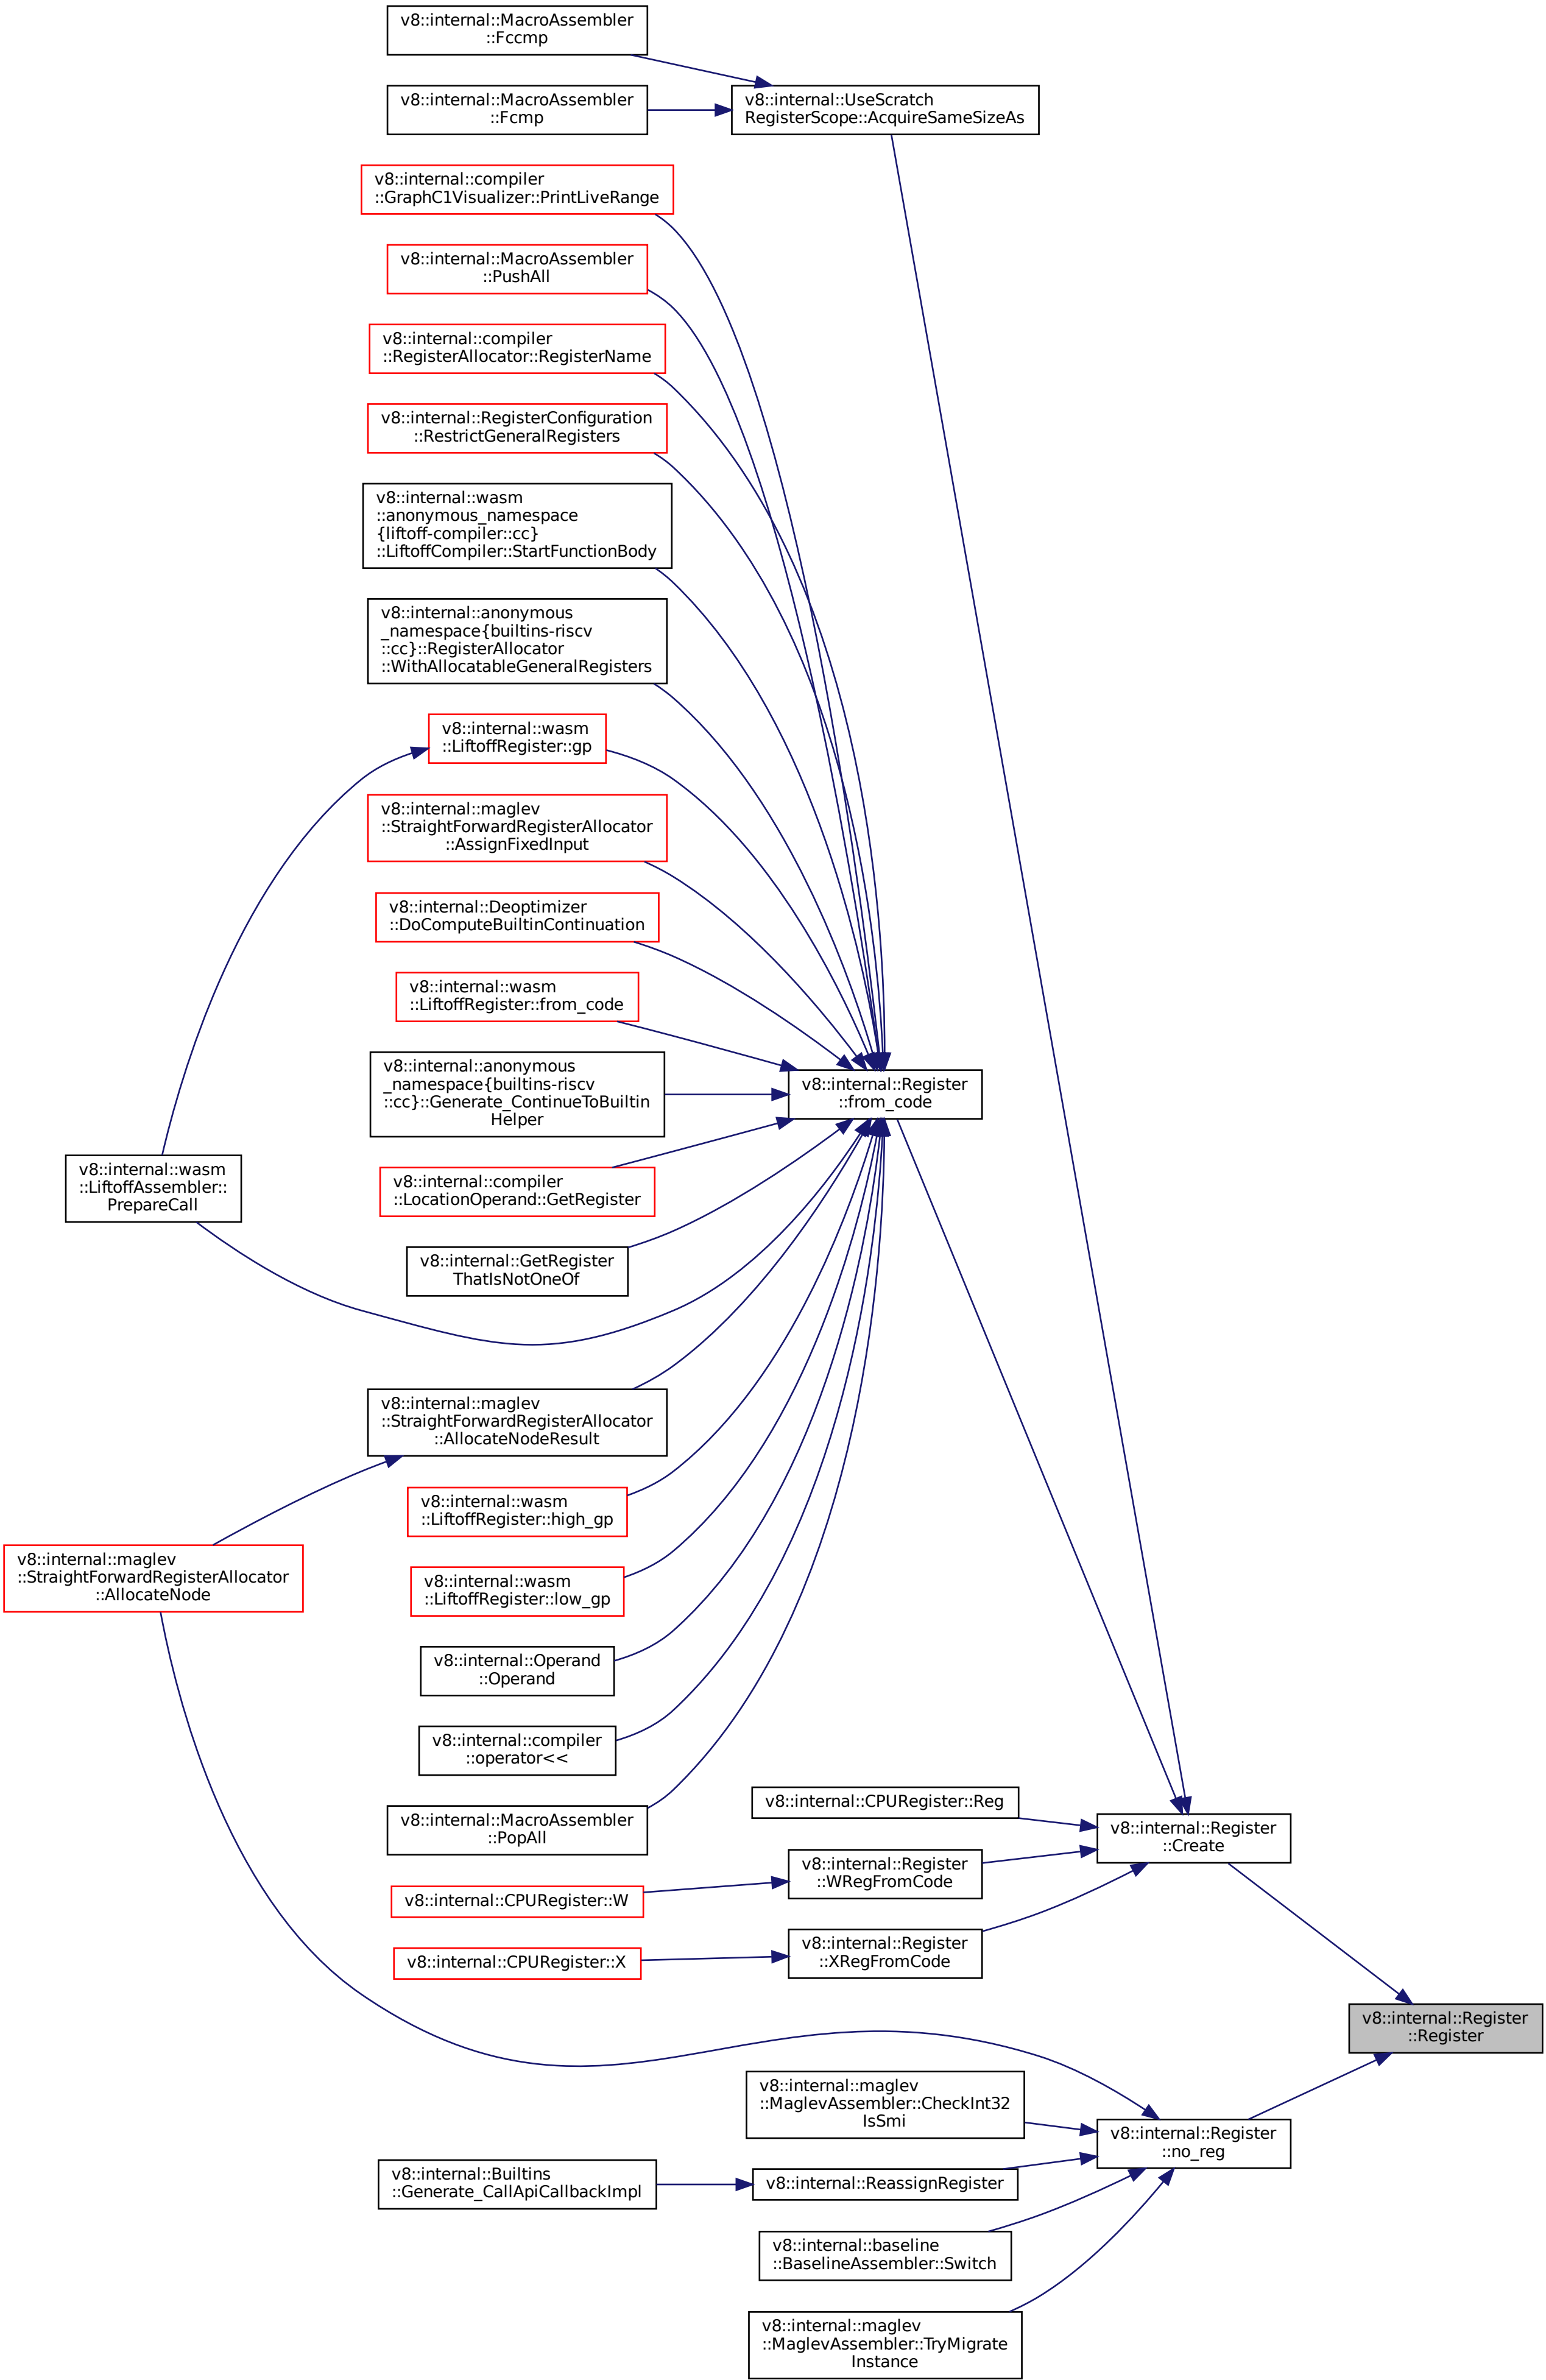 v8::internal::MacroAssembler
::Fccmp
v8::internal::MacroAssembler
::Fcmp
v8::internal::UseScratch
RegisterScope::AcquireSameSizeAs
v8::internal::compiler
::GraphC1Visualizer::PrintLiveRange
v8::internal::MacroAssembler
::PushAll
v8::internal::compiler
::RegisterAllocator::RegisterName
v8::internal::RegisterConfiguration
::RestrictGeneralRegisters
v8::internal::wasm
::anonymous_namespace
{liftoff-compiler::cc}
::LiftoffCompiler::StartFunctionBody
v8::internal::anonymous
_namespace{builtins-riscv
::cc}::RegisterAllocator
::WithAllocatableGeneralRegisters
v8::internal::wasm
::LiftoffRegister::gp
v8::internal::maglev
::StraightForwardRegisterAllocator
::AssignFixedInput
v8::internal::Deoptimizer
::DoComputeBuiltinContinuation
v8::internal::wasm
::LiftoffRegister::from_code
v8::internal::anonymous
_namespace{builtins-riscv
::cc}::Generate_ContinueToBuiltin
Helper
v8::internal::Register
::from_code
v8::internal::compiler
::LocationOperand::GetRegister
v8::internal::wasm
::LiftoffAssembler::
PrepareCall
v8::internal::GetRegister
ThatIsNotOneOf
v8::internal::maglev
::StraightForwardRegisterAllocator
::AllocateNodeResult
v8::internal::wasm
::LiftoffRegister::high_gp
v8::internal::maglev
::StraightForwardRegisterAllocator
::AllocateNode
v8::internal::wasm
::LiftoffRegister::low_gp
v8::internal::Operand
::Operand
v8::internal::compiler
::operator<<
v8::internal::MacroAssembler
::PopAll
v8::internal::CPURegister::Reg
v8::internal::Register
::Create
v8::internal::Register
::WRegFromCode
v8::internal::CPURegister::W
v8::internal::Register
::XRegFromCode
v8::internal::CPURegister::X
v8::internal::Register
::Register
v8::internal::maglev
::MaglevAssembler::CheckInt32
IsSmi
v8::internal::Register
::no_reg
v8::internal::Builtins
::Generate_CallApiCallbackImpl
v8::internal::ReassignRegister
v8::internal::baseline
::BaselineAssembler::Switch
v8::internal::maglev
::MaglevAssembler::TryMigrate
Instance